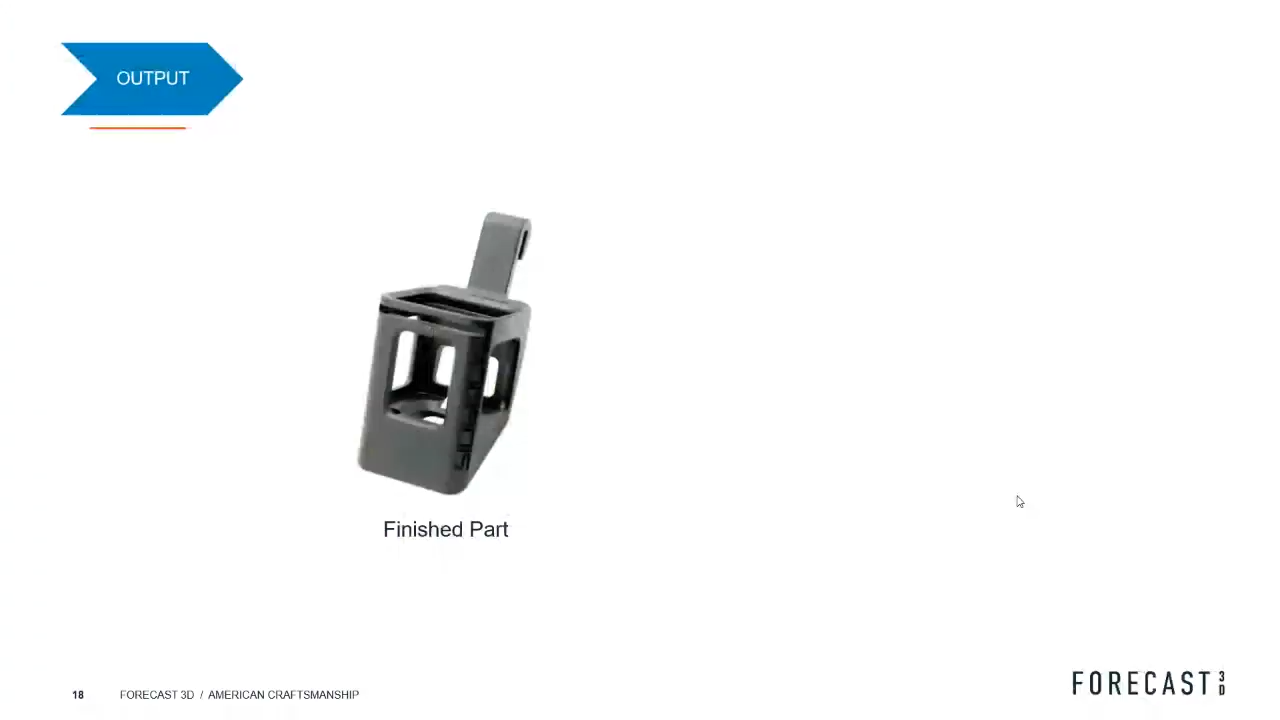 OUTPUT
Finished Part
18 FORECAST 3D / AMERICAN CRAFTSMANSHIP
FORECAST 3D